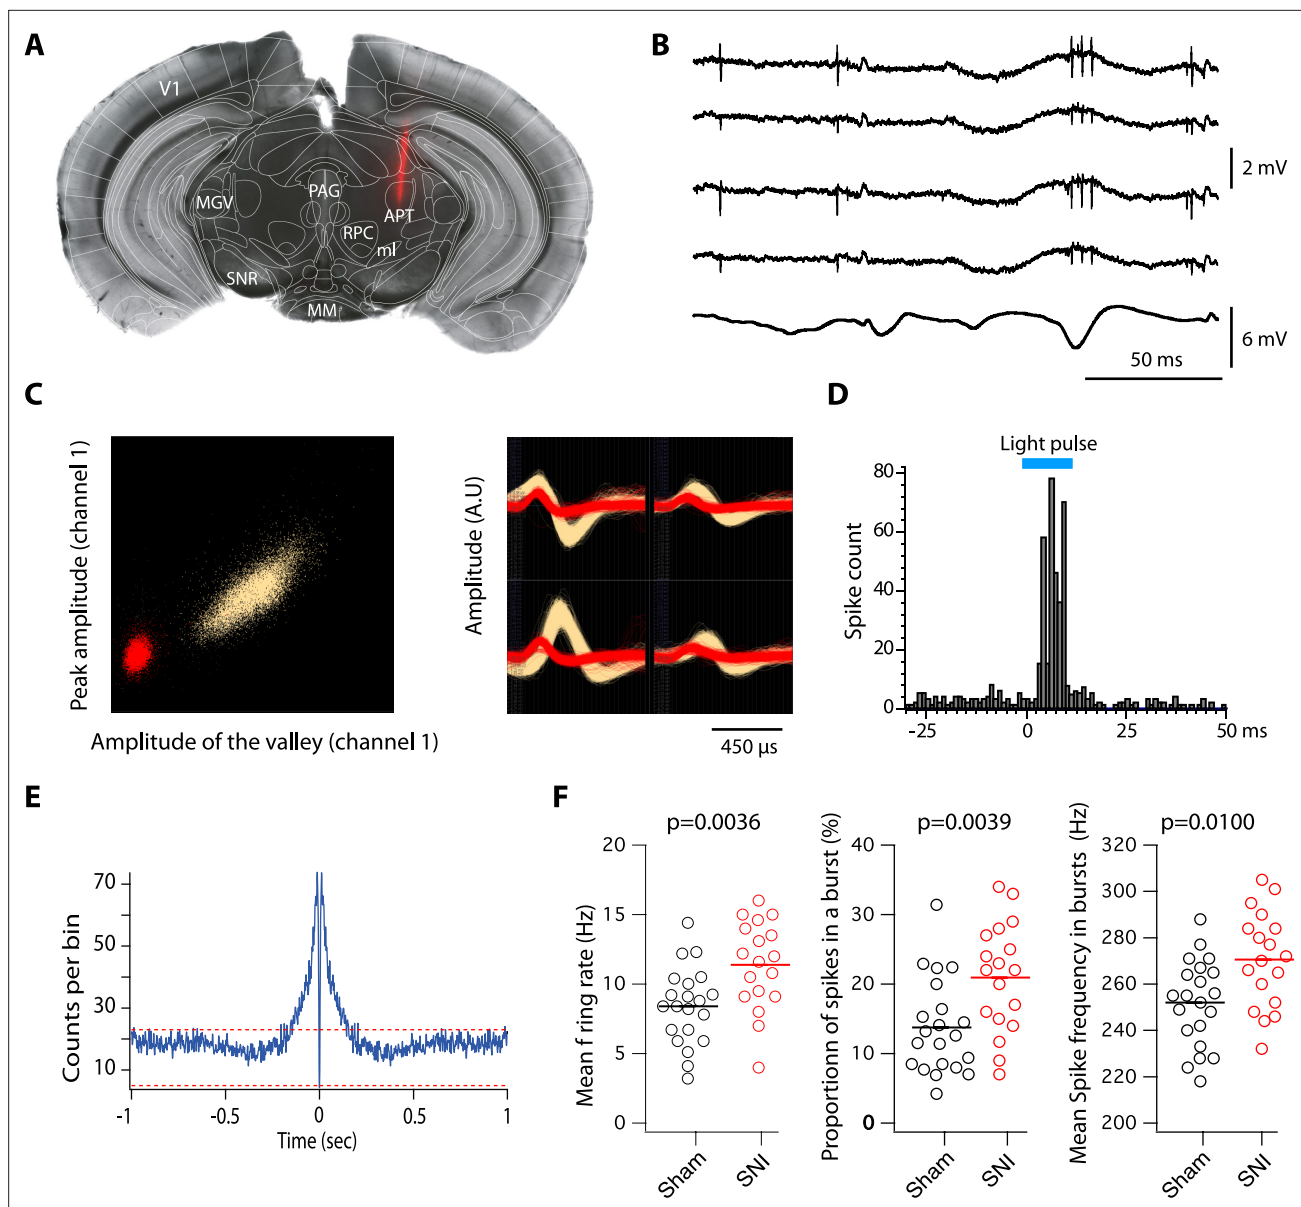 A
V1
MGV
PAG
APT
RPC
ml
SNR
MM
B
2 mV
6 mV
50 ms
C
Peak amplitude (channel 1)
Amplitude of the valley (channel 1)
Amplitude (A.U)
450 µs
D
Light pulse
Spike count
80
60
40
20
0
-25
0
25
50 ms
E
Counts per bin
70
50
30
10
-1
-0.5
0
0.5
1
Time (sec)
F
p=0.0036
Mean f ring rate (Hz)
20
15
10
5
0
Sham
SNI
p=0.0039
Proportionn of spikes in a burst (%)
40
30
20
10
0
Sham
SNI
p=0.0100
Mean Spike frequency in bursts (Hz)
320
300
280
260
240
220
200
Sham
SNI